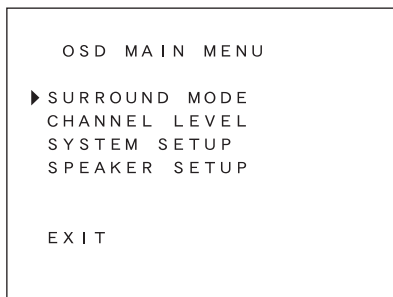 OSD MAIN MENU
SURROUND MODE
CHANNEL LEVEL
SYSTEM SETUP
SPEAKER SETUP
EXIT